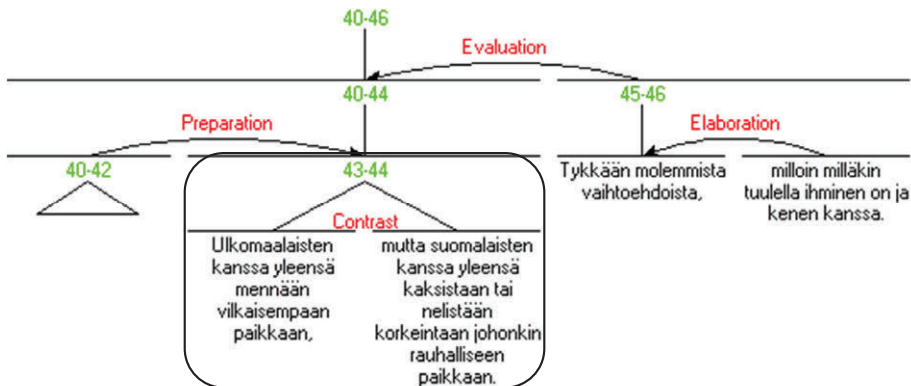 40-46
Evaluation
40-44
45-46
Preparation
Elaboration
40-42
43-44
Tykkään molemmista
vaihtoehdoista,
milloin milläkin
tuulella ihminen on ja
kenen kanssa.
Contrast
Ulkomaalaisten
kanssa yleensä
mennään
vilkaisempaan
paikkaan,
mutta suomalaisten
kanssa yleensä
kaksistaan tai
nelistään
korkeintaan johonkin
rauhalliseen
paikkaan.